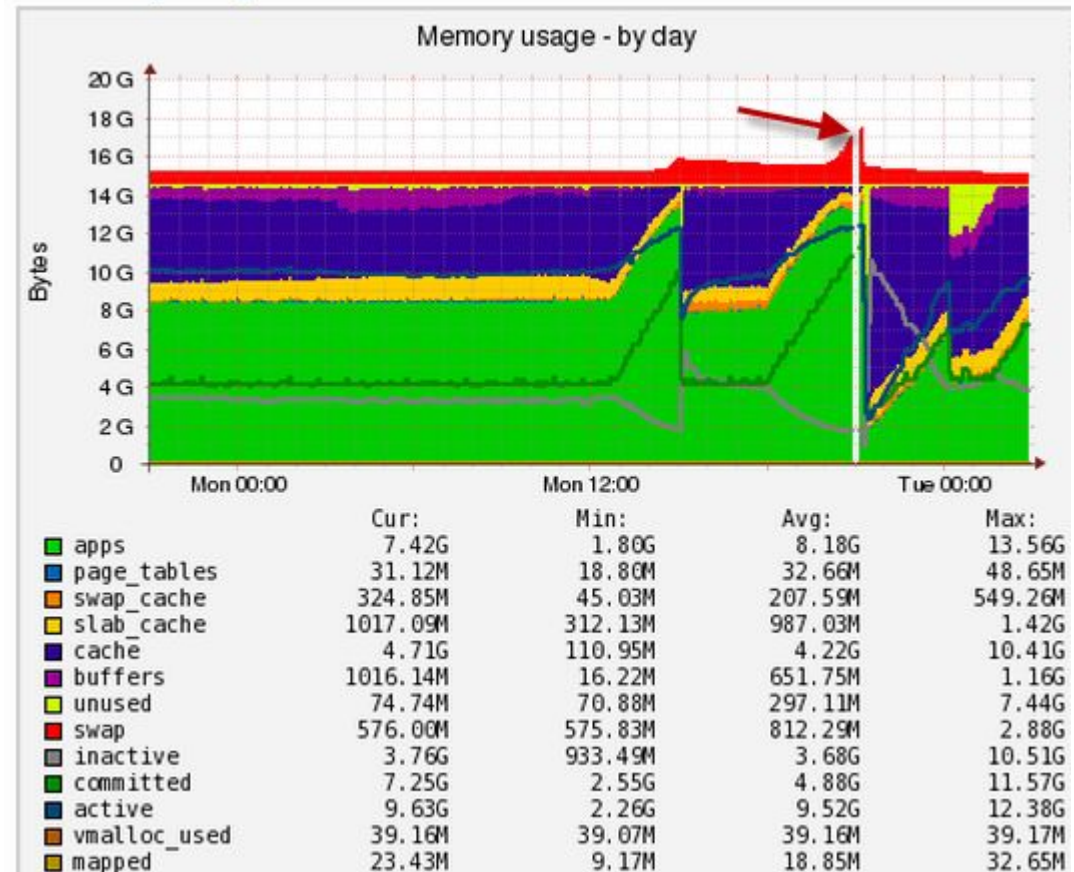 Memory usage - by day
20 G
18 G
16 G
14 G
12 G
10 G
8 G
6 G
4 G
2 G
0
Bytes
Mon 00:00 Mon 12:00 Tue 00:00
Cur: Min: Avg: Max:
apps 7.42G 1.80G 8.18G 13.56G
page_tables 31.12M 18.80M 32.66M 48.65M
swap_cache 324.85M 45.03M 207.59M 549.26M
slab_cache 1017.09M 312.13M 987.03M 1.42G
cache 4.71G 110.95M 4.22G 10.41G
buffers 1016.14M 16.22M 651.75M 1.16G
unused 74.74M 70.88M 297.11M 7.44G
swap 576.00M 575.83M 812.29M 2.88G
inactive 3.76G 933.49M 3.68G 10.51G
committed 7.25G 2.55G 4.88G 11.57G
active 9.63G 2.26G 9.52G 12.38G
vmalloc_used 39.16M 39.07M 39.16M 39.17M
mapped 23.43M 9.17M 18.85M 32.65M